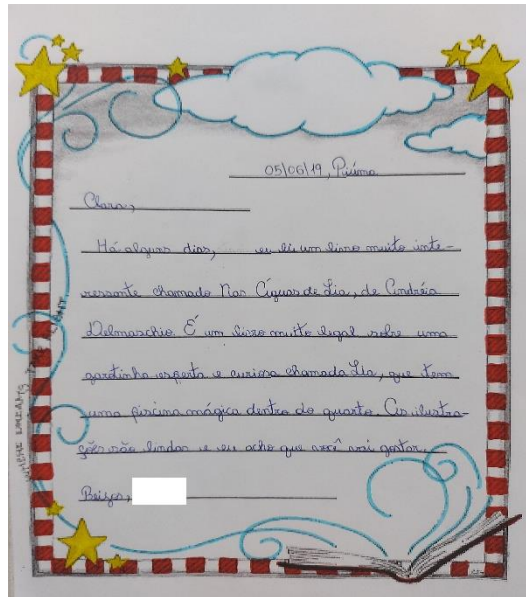 05/06/19, Piúma
Clara,
Há alguns dias, eu li um livro muito inte-
ressante chamado Nas Águas de Lia, de Andréia
Delmaschio. É um livro muito legal sobre uma
garotinha esperta e curiosa chamada Lia, que tem
uma piscina mágica dentro do quarto. As ilustra-
ções são lindas e eu acho que você vai gostar.
Beijos,